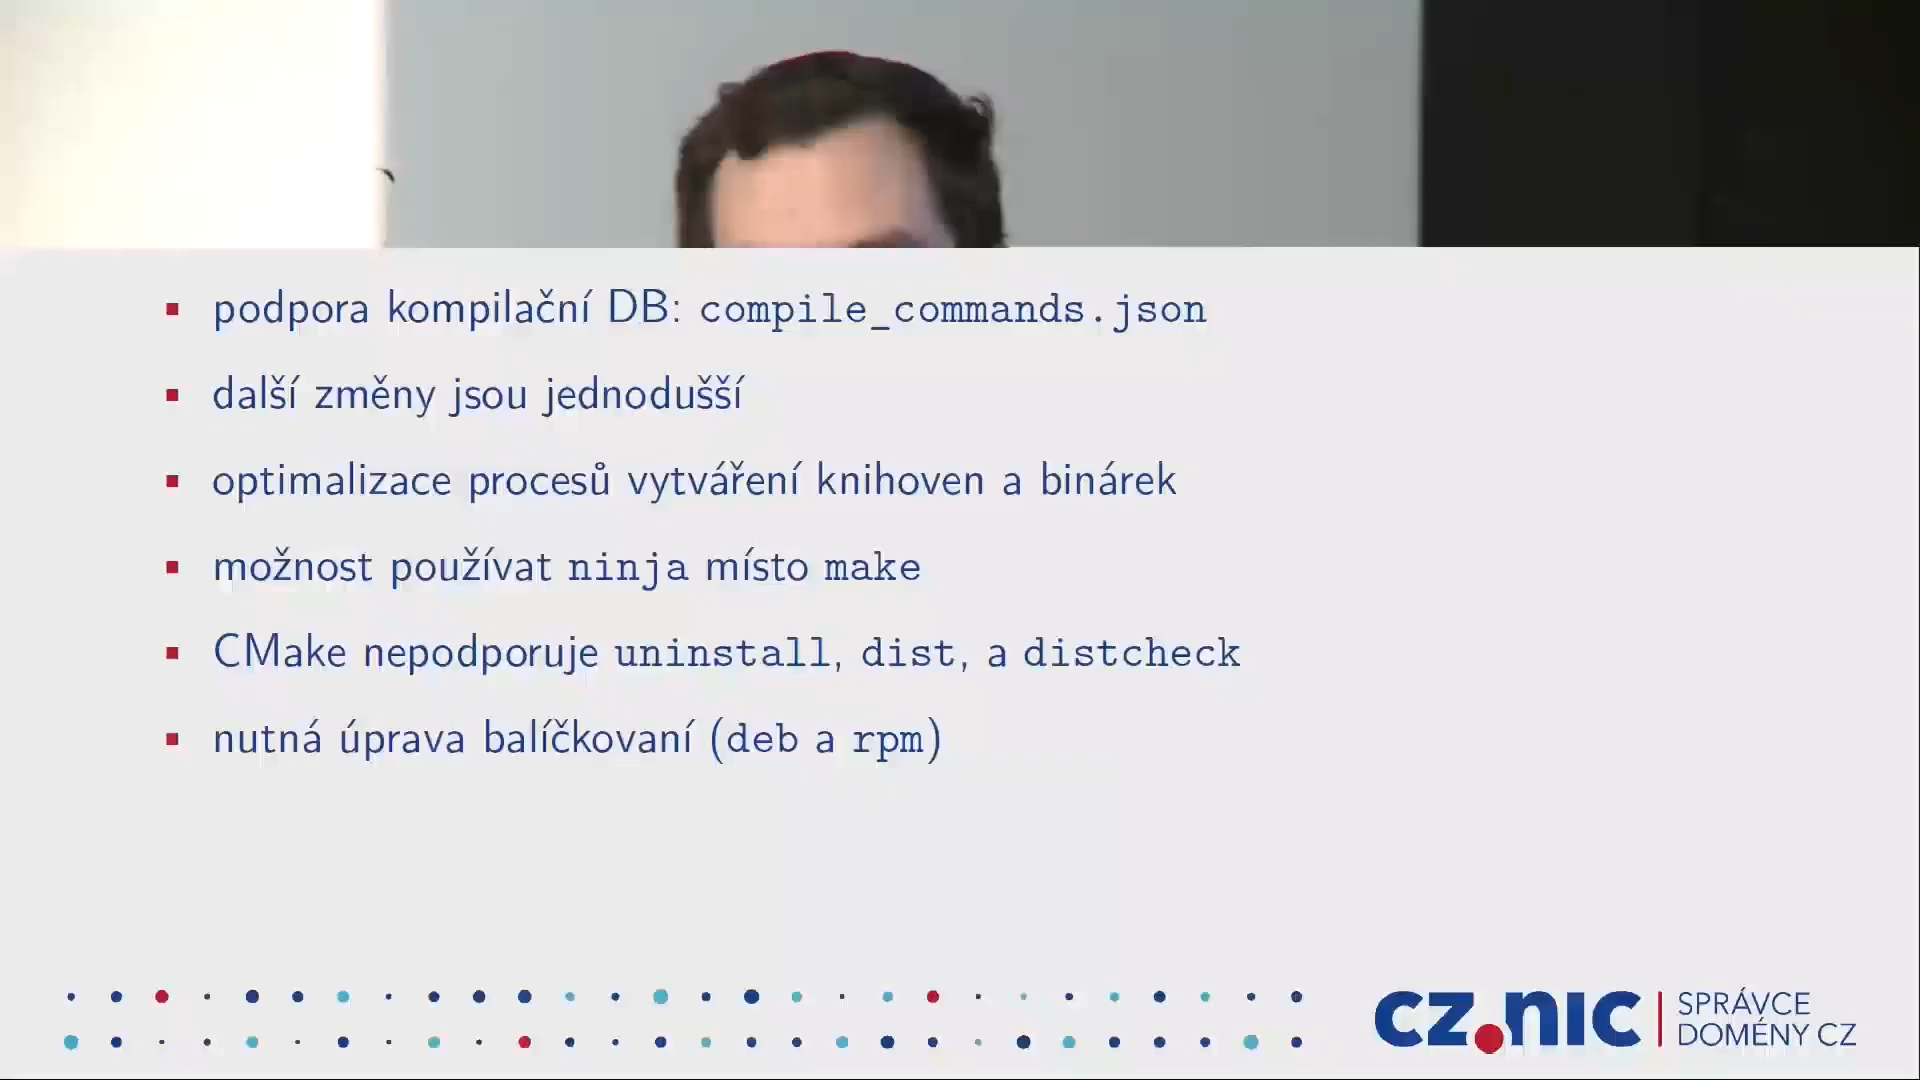 podpora kompilační DB: compile_commands.json
další změny jsou jednodušší
optimalizace procesů vytváření knihoven a binárek
možnost používat ninja místo make
CMake nepodporuje uninstall, dist, a distcheck
nutná úprava balíčkovaní (deb a rpm)
cz.nic
SPRÁVCE
DOMÉNY CZ